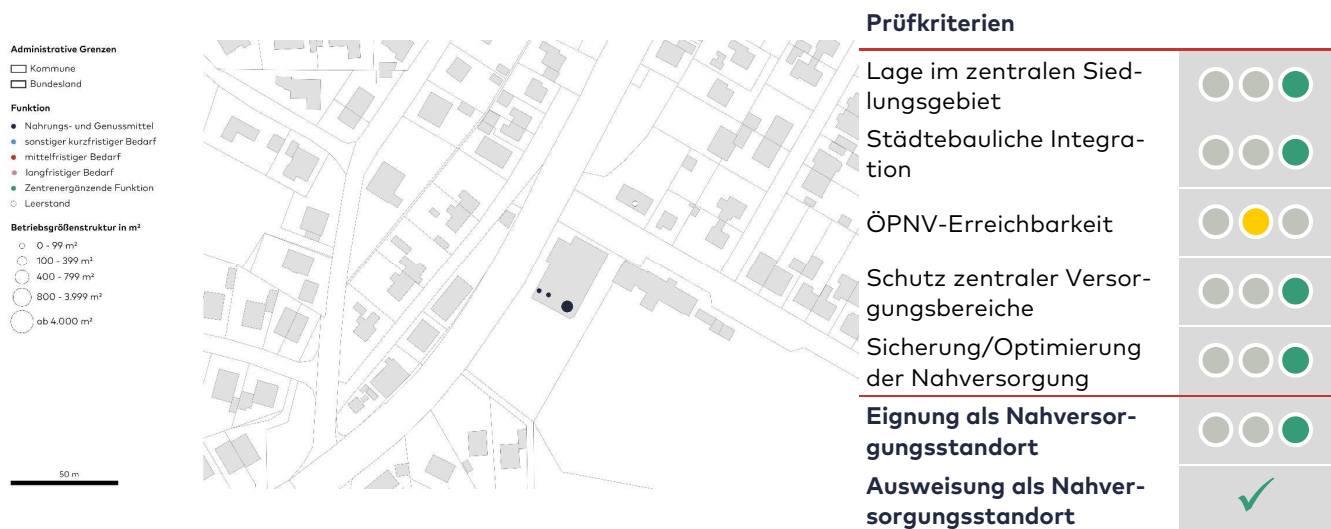 Administrative Grenzen
Kommune
Bundesland
Funktion
Nahrungs- und Genussmittel
sonstiger kurzfristiger Bedarf
mittelfristiger Bedarf
langfristiger Bedarf
Zentrenergänzende Funktion
Leerstand
Betriebsgrößenstruktur in m²
0 - 99 m²
100 - 399 m²
400 - 799 m²
800 - 3.999 m²
ab 4.000 m²
50 m
Prüfkriterien
Lage im zentralen Sied-
lungsgebiet
Städtebauliche Integra-
tion
ÖPNV-Erreichbarkeit
Schutz zentraler Versor-
gungsbereiche
Sicherung/Optimierung
der Nahversorgung
Eignung als Nahversor-
gungsstandort
Ausweisung als Nahver-
sorgungsstandort